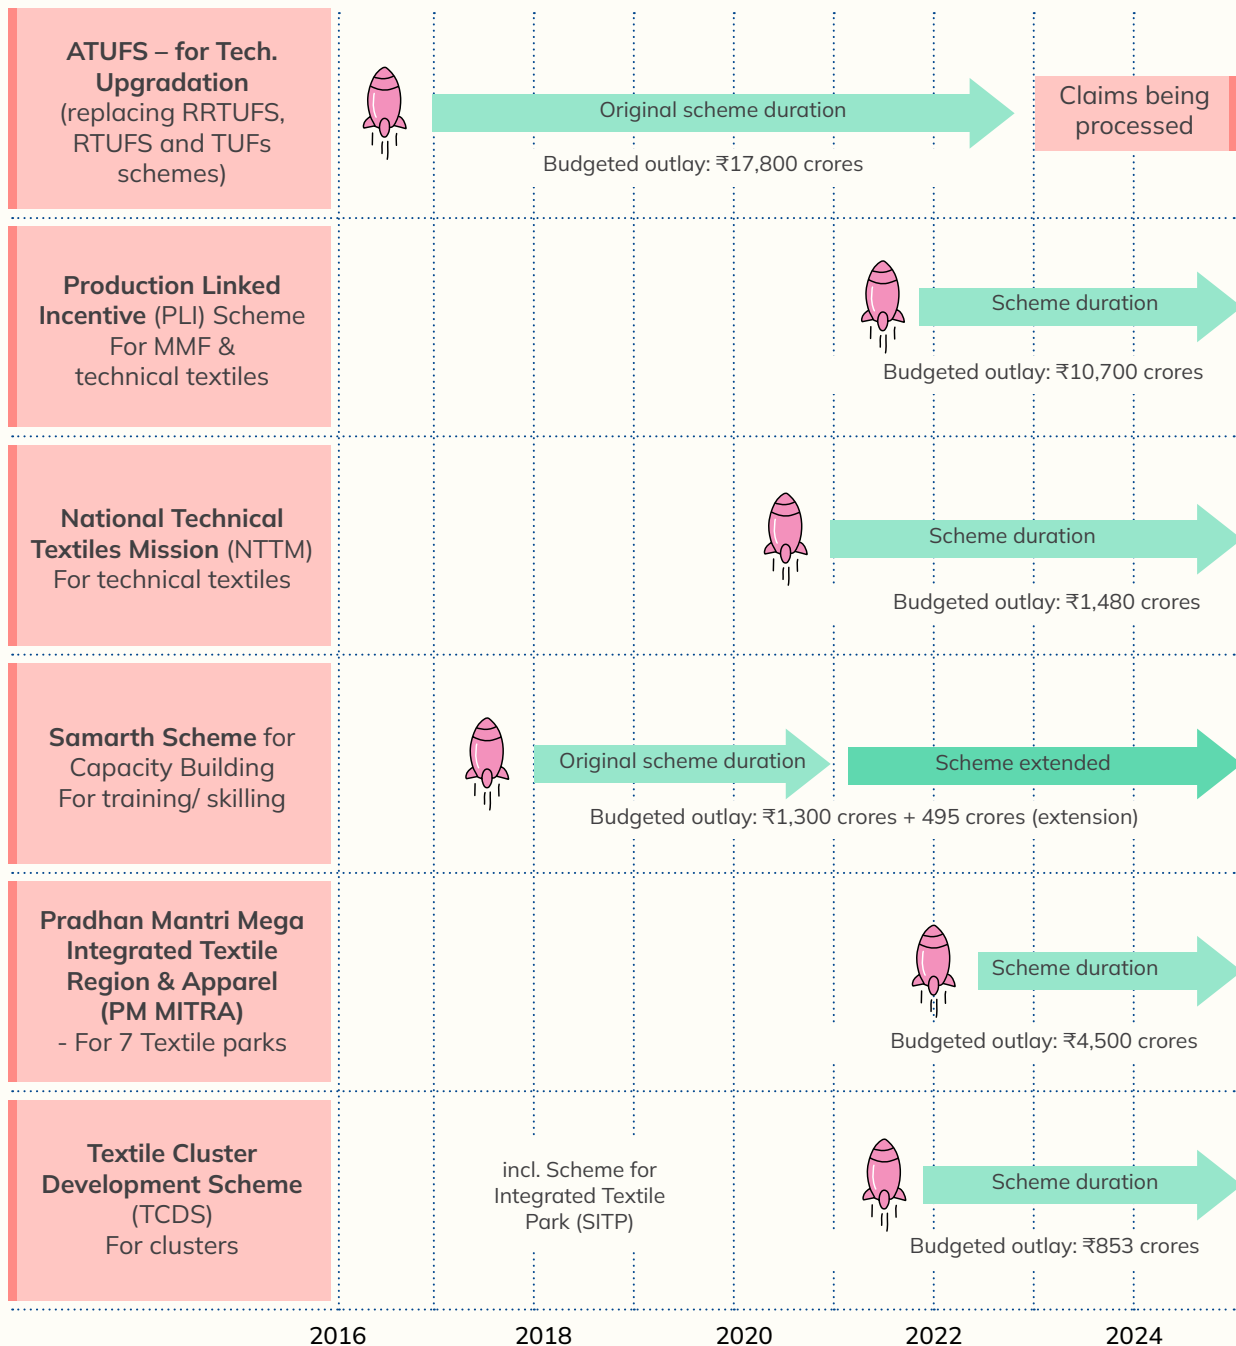 ATUFS – for Tech.
Upgradation
(replacing RRTUFS,
RTUFS and TUFs
schemes)
Original scheme duration
Budgeted outlay: ₹17,800 crores
Claims being
processed
Production Linked
Incentive (PLI) Scheme
For MMF &
technical textiles
Scheme duration
Budgeted outlay: ₹10,700 crores
National Technical
Textiles Mission (NTTM)
For technical textiles
Scheme duration
Budgeted outlay: ₹1,480 crores
Samarth Scheme for
Capacity Building
For training/ skilling
Original scheme duration
Scheme extended
Budgeted outlay: ₹1,300 crores + 495 crores (extension)
Pradhan Mantri Mega
Integrated Textile
Region & Apparel
(PM MITRA)
- For 7 Textile parks
Scheme duration
Budgeted outlay: ₹4,500 crores
Textile Cluster
Development Scheme
(TCDS)
For clusters
incl. Scheme for
Integrated Textile
Park (SITP)
Scheme duration
Budgeted outlay: ₹853 crores
2016 2018 2020 2022 2024